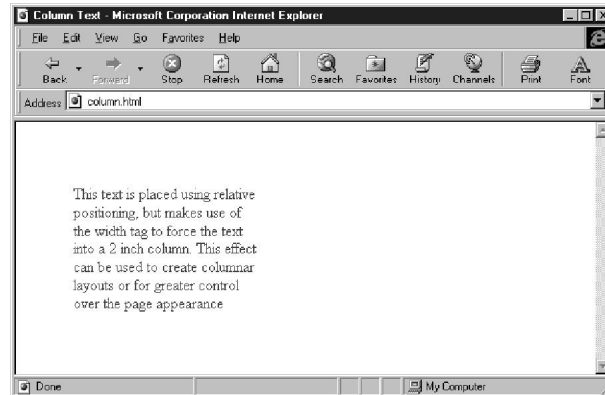 Column Text - Microsoft Corporation Internet Explorer
File Edit View Go Favorites Help
Back Forward Stop Refresh Home Search Favorites History Channels Print Font
Address column.html
This text is placed using relative
positioning, but makes use of
the width tag to force the text
into a 2 inch column. This effect
can be used to create columnar
layouts or for greater control
over the page appearance
Done My Computer